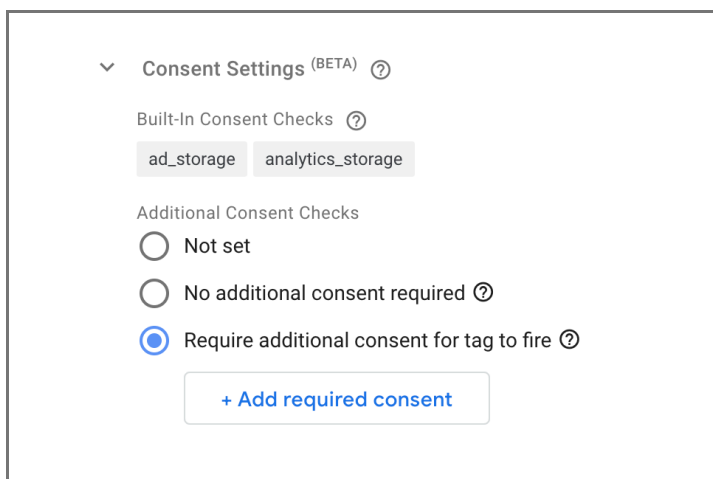 Consent Settings (BETA)
Built-In Consent Checks
ad_storage analytics_storage
Additional Consent Checks
Not set
No additional consent required
Require additional consent for tag to fire
+ Add required consent